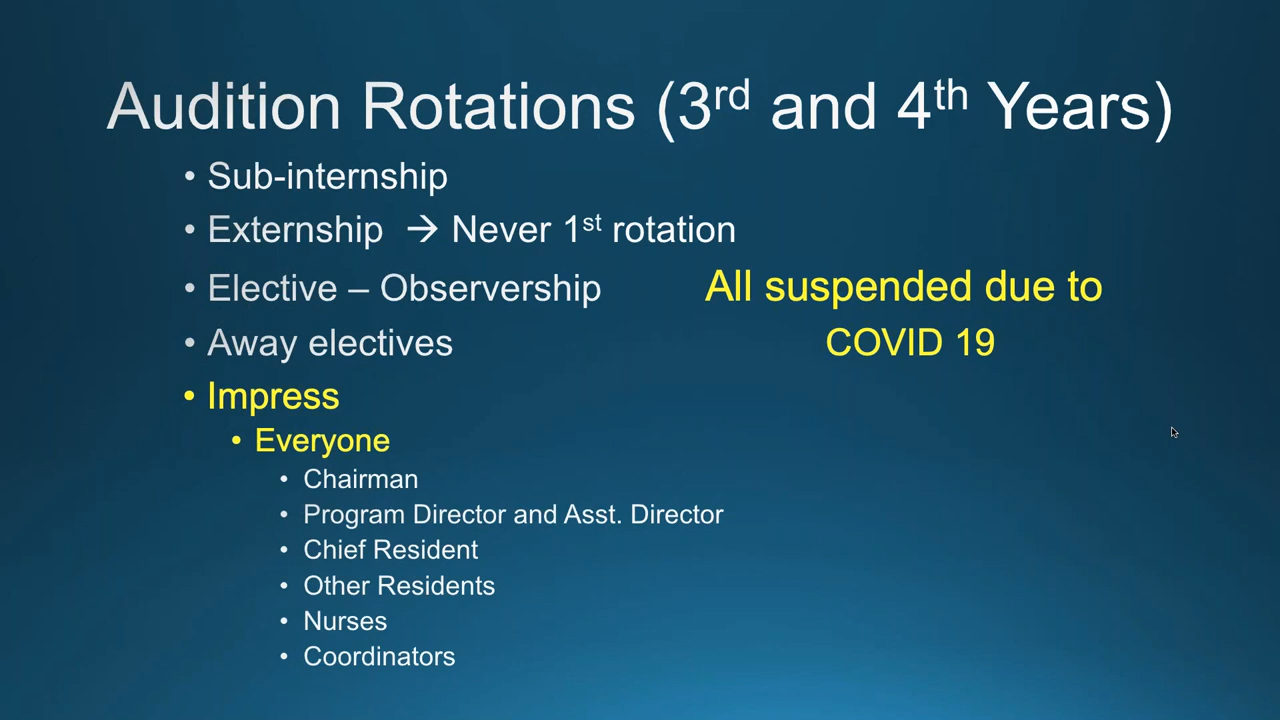 Audition Rotations (3rd and 4th Years)
• Sub-internship
• Externship → Never 1st rotation
• Elective – Observership All suspended due to
• Away electives COVID 19
• Impress
• Everyone
• Chairman
• Program Director and Asst. Director
• Chief Resident
• Other Residents
• Nurses
• Coordinators